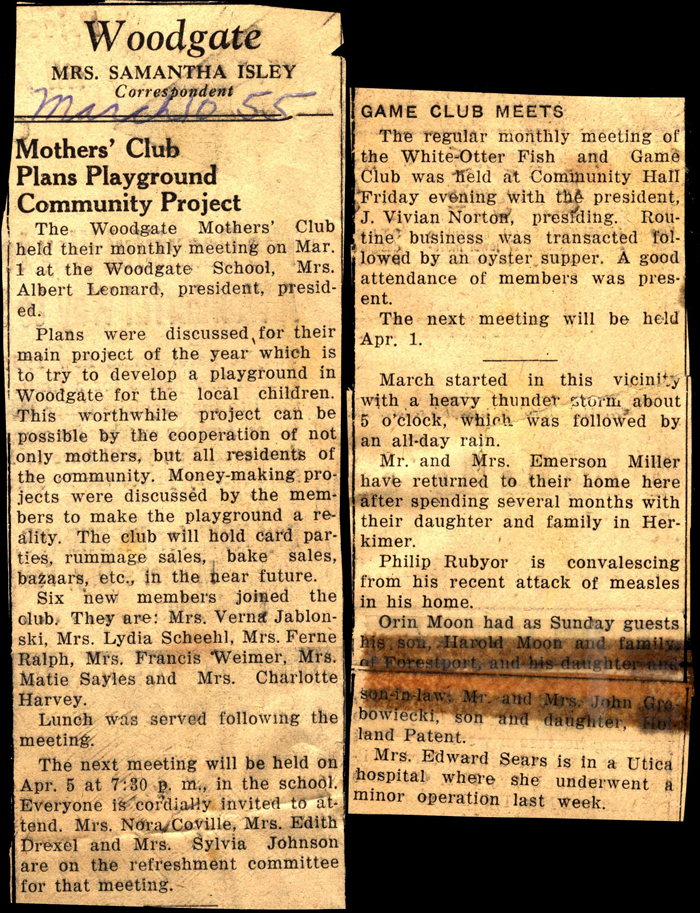 Woodgate
MRS. SAMANTHA ISLEY
Correspondent
March 10 55
Mothers' Club
Plans Playground
Community Project
The Woodgate Mothers' Club
held their monthly meeting on Mar.
1 at the Woodgate School, Mrs.
Albert Leonard, president, presid-
ed.
Plans were discussed for their
main project of the year which is
to try to develop a playground in
Woodgate for the local children.
This worthwhile project can be
possible by the cooperation of not
only mothers, but all residents of
the community. Money-making pro-
jects were discussed by the mem-
bers to make the playground a re-
ality. The club will hold card par-
ties, rummage sales, bake sales,
bazaars, etc., in the near future.
Six new members joined the
club. They are: Mrs. Verna Jablon-
ski, Mrs. Lydia Scheehl, Mrs. Ferne
Ralph, Mrs. Francis Weimer, Mrs.
Matie Sayles and Mrs. Charlotte
Harvey.
Lunch was served following the
meeting.
The next meeting will be held on
Apr. 5 at 7:30 p. m., in the school.
Everyone is cordially invited to at-
tend. Mrs. Nora Coville, Mrs. Edith
Drexel and Mrs. Sylvia Johnson
are on the refreshment committee
for that meeting.
GAME CLUB MEETS
The regular monthly meeting of
the White-Otter Fish and Game
Club was held at Community Hall
Friday evening with the president,
J. Vivian Norton, presiding. Rou-
tine business was transacted fol-
lowed by an oyster supper. A good
attendance of members was pres-
ent.
The next meeting will be held
Apr. 1.
March started in this vicinity
with a heavy thunder storm about
5 o'clock, which was followed by
an all-day rain.
Mr. and Mrs. Emerson Miller
have returned to their home here
after spending several months with
their daughter and family in Her-
kimer.
Philip Rubyor is convalescing
from his recent attack of measles
in his home.
Orin Moon had as Sunday guests
his son, Harold Moon and family,
of Forestport, and his daughter and
son-in-law, Mr. and Mrs. John Gra-
bowiecki, son and daughter, Hol-
land Patent.
Mrs. Edward Sears is in a Utica
hospital where she underwent a
minor operation last week.